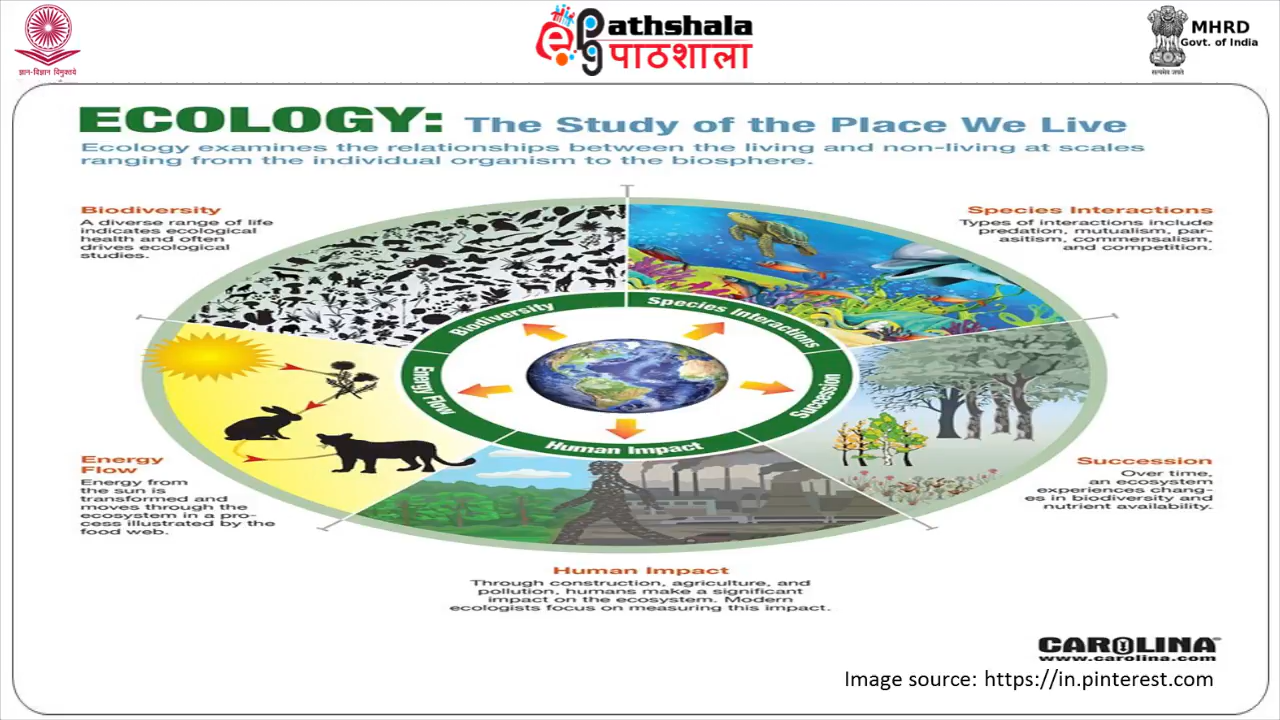 ज्ञान-विज्ञान विमुक्तये
ePathshala
पाठशाला
MHRD
Govt. of India
सत्यमेव जयते
ECOLOGY: The Study of the Place We Live
Ecology examines the relationships between the living and non-living at scales
ranging from the individual organism to the biosphere.
Biodiversity
A diverse range of life
indicates ecological
health and often
drives ecological
studies.
Species Interactions
Types of interactions include
predation, mutualism, par-
asitism, commensalism,
and competition.
Biodiversity
Species Interactions
Energy Flow
Succession
Human Impact
Energy
Flow
Energy from
the sun is
transformed and
moves through the
ecosystem in a pro-
cess illustrated by the
food web.
Succession
Over time,
an ecosystem
experiences chang-
es in biodiversity and
nutrient availability.
Human Impact
Through construction, agriculture, and
pollution, humans make a significant
impact on the ecosystem. Modern
ecologists focus on measuring this impact.
CAROLINA®
www.carolina.com
Image source: https://in.pinterest.com